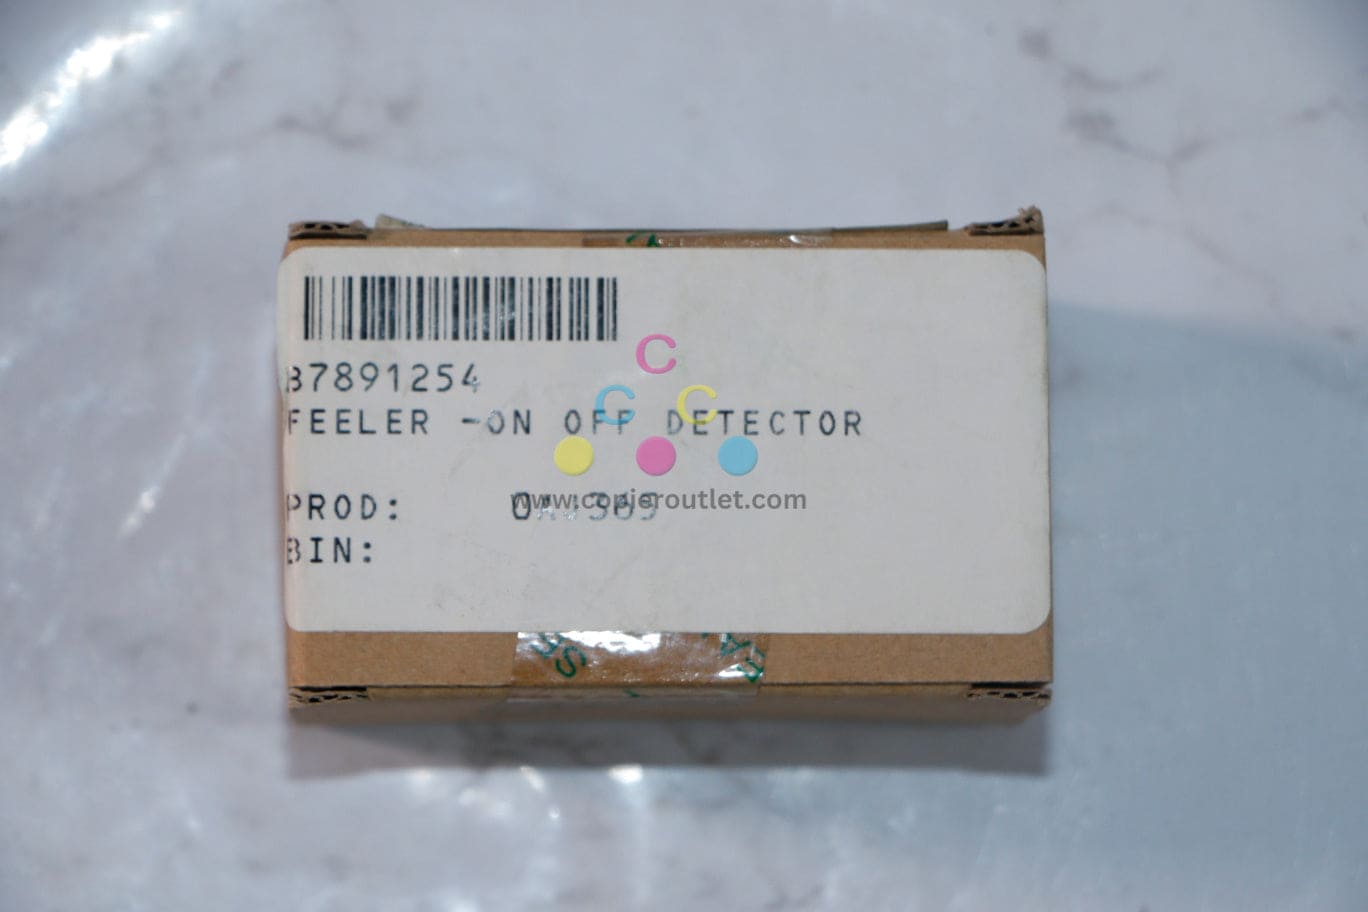 B7891254
FEELER -ON OFF DETECTOR
C
C C
www.copieroutlet.com
PROD:
BIN: